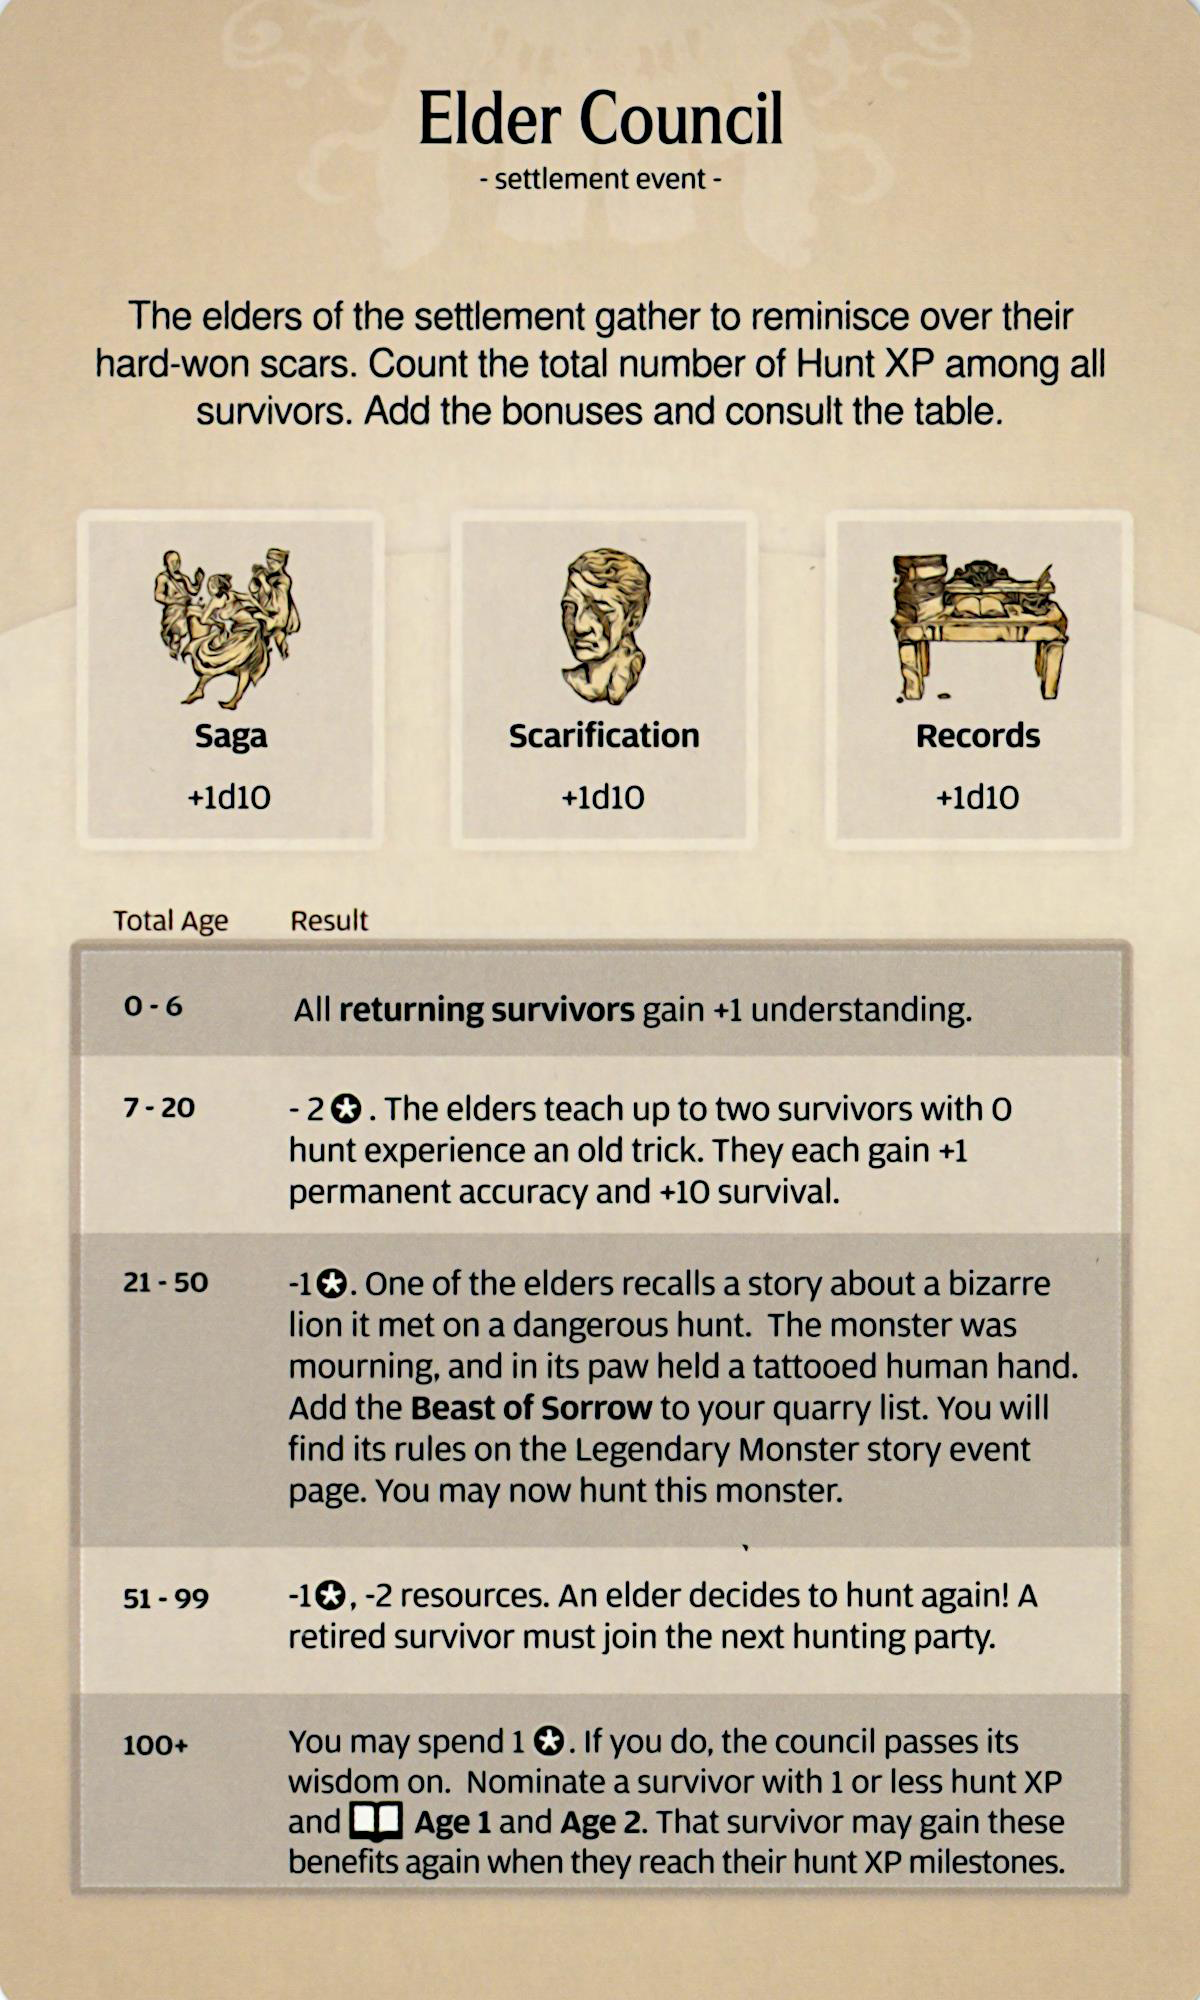 Elder Council
- settlement event -
The elders of the settlement gather to reminisce over their
hard-won scars. Count the total number of Hunt XP among all
survivors. Add the bonuses and consult the table.
Saga
+1d10
Scarification
+1d10
Records
+1d10
Total Age Result
0 - 6 All returning survivors gain +1 understanding.
7 - 20 - 2 . The elders teach up to two survivors with 0
hunt experience an old trick. They each gain +1
permanent accuracy and +10 survival.
21 - 50 -1 . One of the elders recalls a story about a bizarre
lion it met on a dangerous hunt. The monster was
mourning, and in its paw held a tattooed human hand.
Add the Beast of Sorrow to your quarry list. You will
find its rules on the Legendary Monster story event
page. You may now hunt this monster.
51 - 99 -1 , -2 resources. An elder decides to hunt again! A
retired survivor must join the next hunting party.
100+ You may spend 1 . If you do, the council passes its
wisdom on. Nominate a survivor with 1 or less hunt XP
and Age 1 and Age 2. That survivor may gain these
benefits again when they reach their hunt XP milestones.